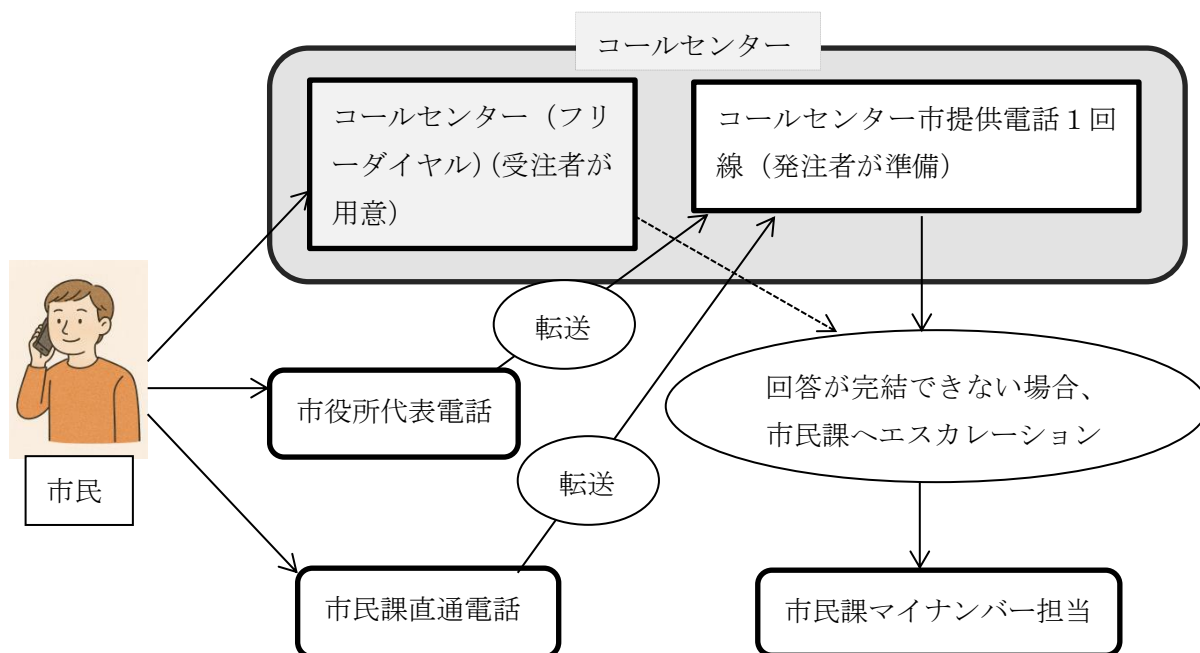 コールセンター
コールセンター（フリ
ーダイヤル）（受注者が
用意）
コールセンター市提供電話１回
線（発注者が準備）
転送
市役所代表電話
回答が完結できない場合、
市民課へエスカレーション
転送
市民
市民課直通電話
市民課マイナンバー担当